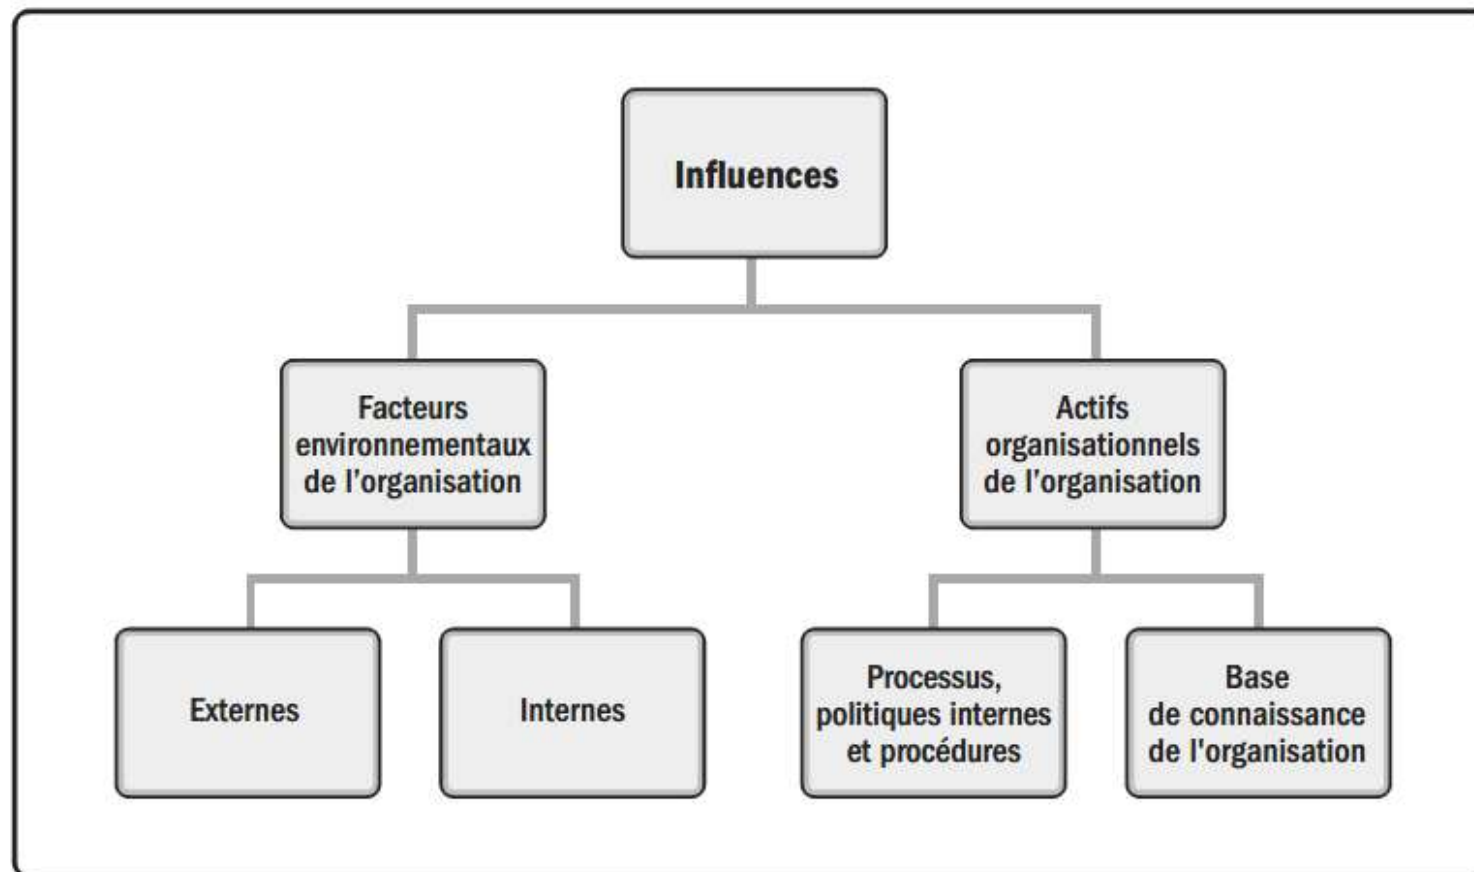 Influences
Facteurs
environnementaux
de l’organisation
Actifs
organisationnels
de l’organisation
Externes
Internes
Processus,
politiques internes
et procédures
Base
de connaissance
de l'organisation